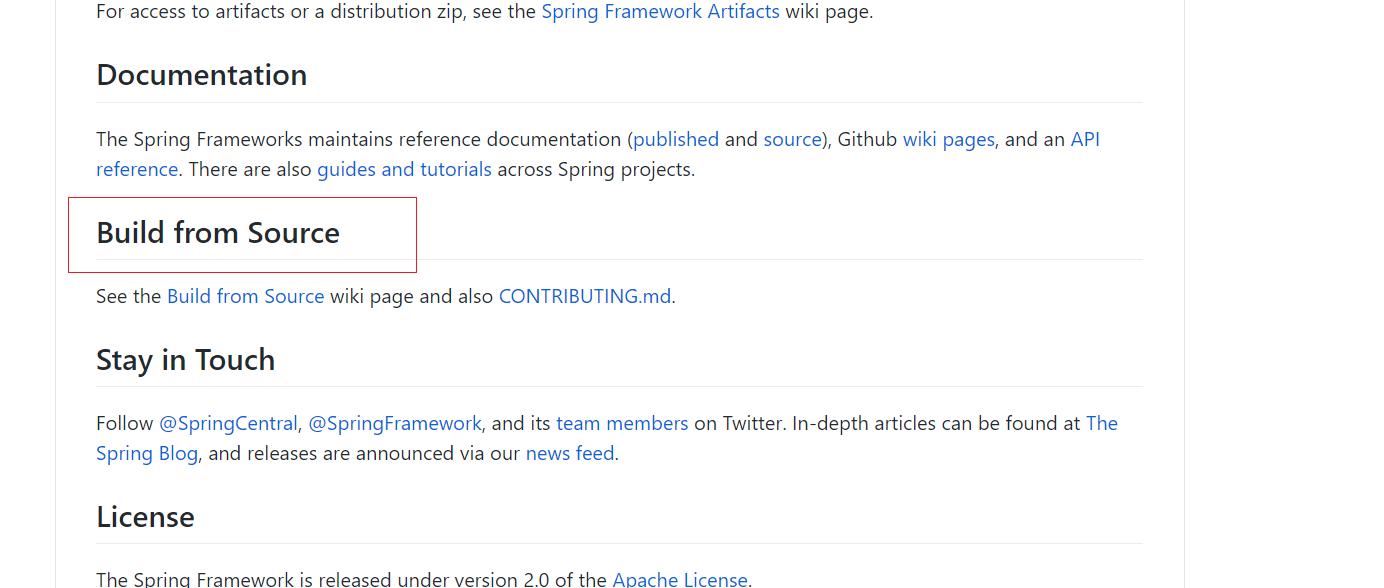 For access to artifacts or a distribution zip, see the Spring Framework Artifacts wiki page.
Documentation
The Spring Frameworks maintains reference documentation (published and source), Github wiki pages, and an API
reference. There are also guides and tutorials across Spring projects.
Build from Source
See the Build from Source wiki page and also CONTRIBUTING.md.
Stay in Touch
Follow @SpringCentral, @SpringFramework, and its team members on Twitter. In-depth articles can be found at The
Spring Blog, and releases are announced via our news feed.
License
The Spring Framework is released under version 2.0 of the Apache License.